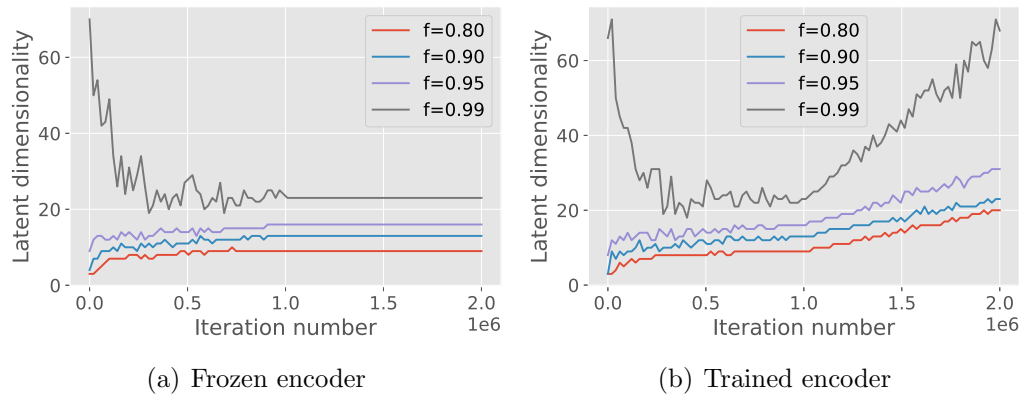 Latent dimensionality
60
40
20
0
f=0.80
f=0.90
f=0.95
f=0.99
0.0
0.5
1.0
1.5
2.0
1e6
Iteration number
(a) Frozen encoder
Latent dimensionality
60
40
20
0
f=0.80
f=0.90
f=0.95
f=0.99
0.0
0.5
1.0
1.5
2.0
1e6
Iteration number
(b) Trained encoder